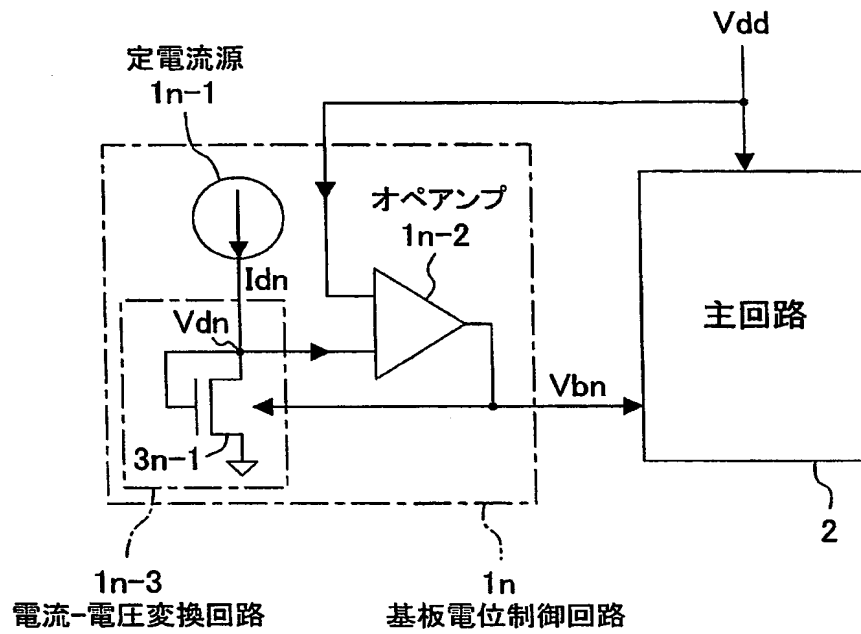 Vdd
定電流源
1n-1
オペアンプ
1n-2
Idn
Vdn
主回路
Vbn
3n-1
2
1n-3
電流-電圧変換回路
1n
基板電位制御回路